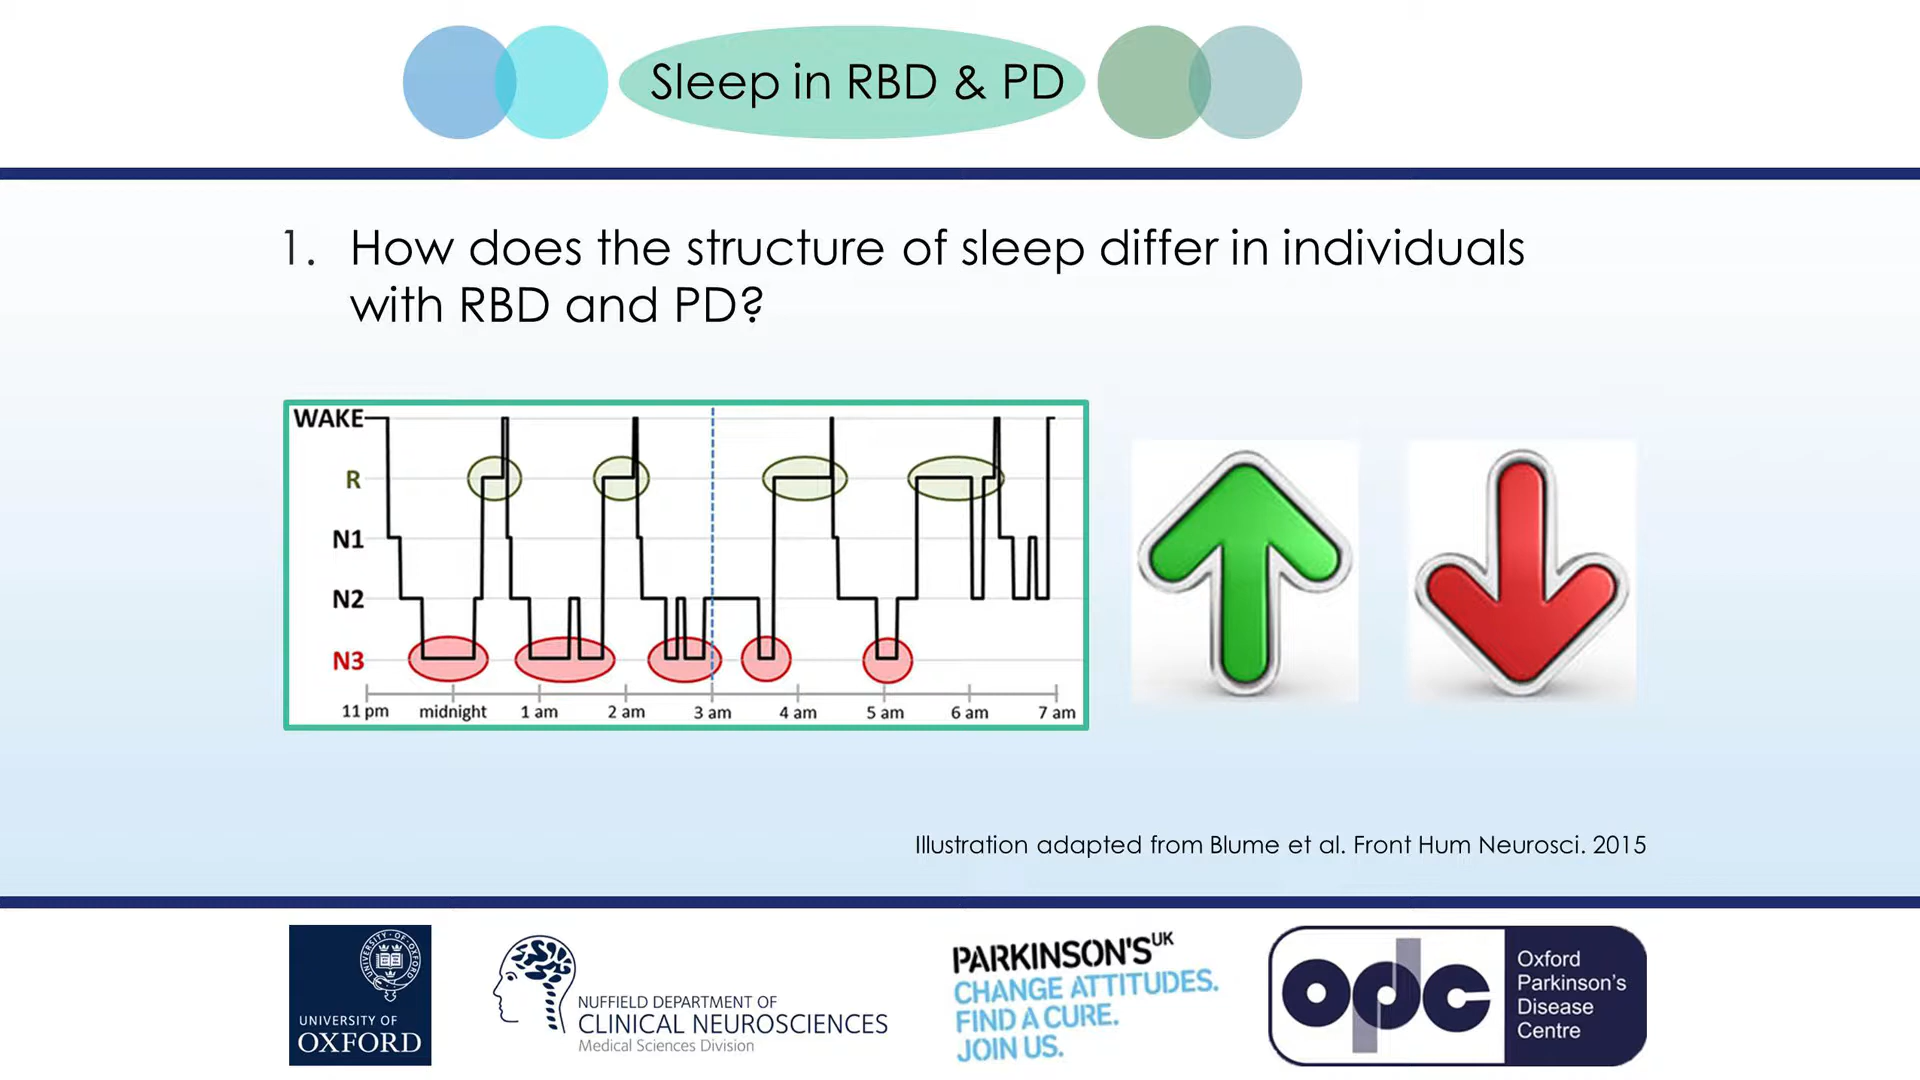 Sleep in RBD & PD
1. How does the structure of sleep differ in individuals
with RBD and PD?
WAKE
R
N1
N2
N3
11 pm midnight 1 am 2 am 3 am 4 am 5 am 6 am 7 am
Illustration adapted from Blume et al. Front Hum Neurosci. 2015
UNIVERSITY OF
OXFORD
NUFFIELD DEPARTMENT OF
CLINICAL NEUROSCIENCES
Medical Sciences Division
PARKINSON'S UK
CHANGE ATTITUDES.
FIND A CURE.
JOIN US.
opdc
Oxford
Parkinson's
Disease
Centre